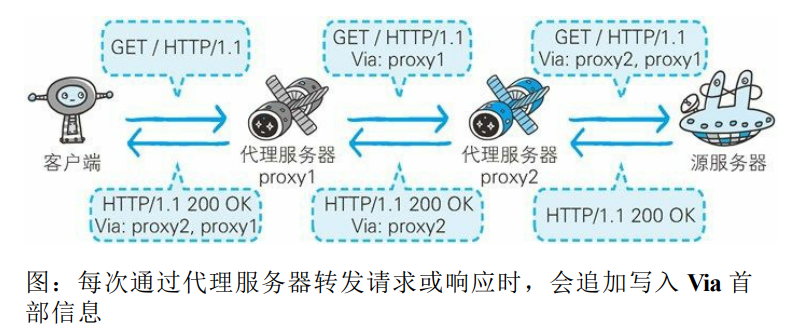 GET / HTTP/1.1
GET / HTTP/1.1
Via: proxy1
GET / HTTP/1.1
Via: proxy2, proxy1
客户端
代理服务器
proxy1
代理服务器
proxy2
源服务器
HTTP/1.1 200 OK
Via: proxy2, proxy1
HTTP/1.1 200 OK
Via: proxy2
HTTP/1.1 200 OK
图：每次通过代理服务器转发请求或响应时，会追加写入 Via 首
部信息